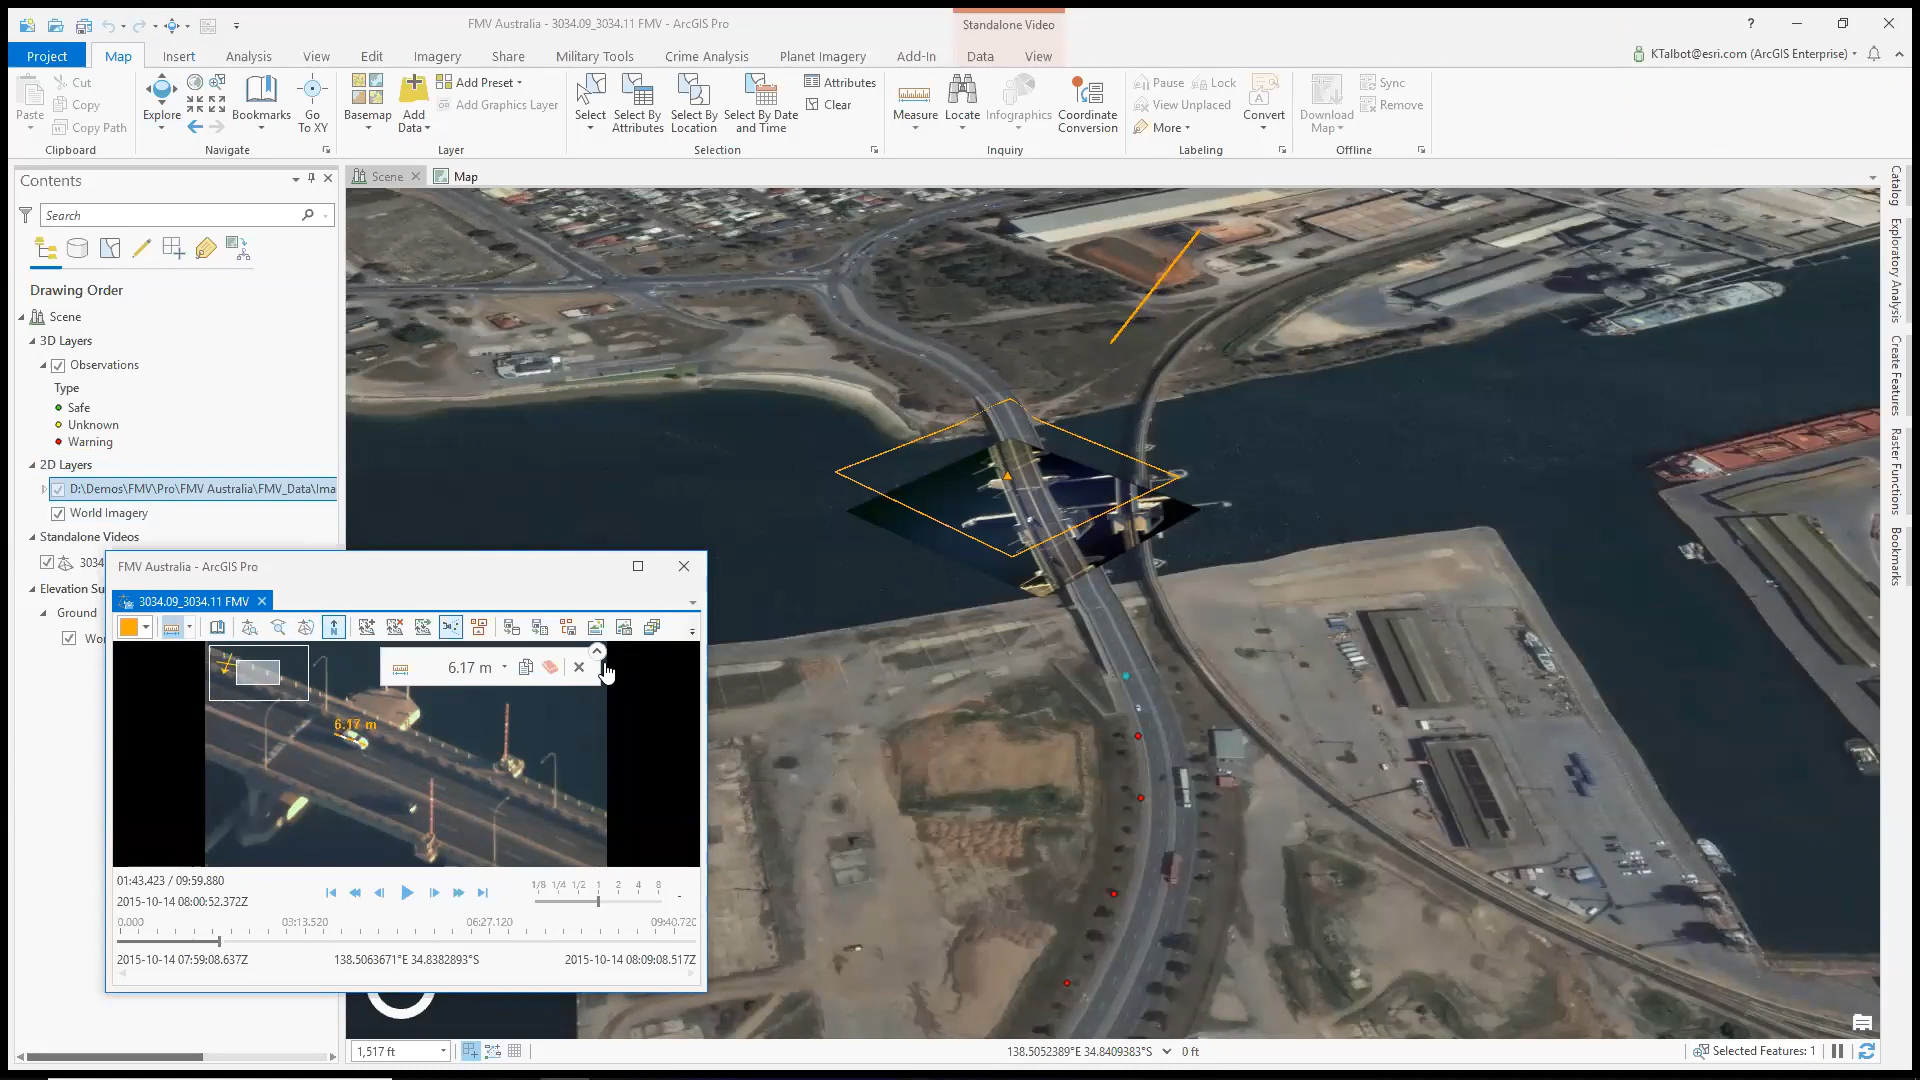 FMV Australia - 3034.09_3034.11 FMV - ArcGIS Pro
Standalone Video
?
Project
Map
Insert
Analysis
View
Edit
Imagery
Share
Military Tools
Crime Analysis
Planet Imagery
Add-In
Data
View
KTalbot@esri.com (ArcGIS Enterprise)
Paste
Cut
Copy
Copy Path
Clipboard
Explore
Bookmarks
Go To XY
Navigate
Basemap
Add Data
Add Preset
Add Graphics Layer
Layer
Select
Select By Attributes
Select By Location
Select By Date and Time
Attributes
Clear
Selection
Measure
Locate
Infographics
Coordinate Conversion
Inquiry
Pause
Lock
View Unplaced
More
Convert
Labeling
Download Map
Sync
Remove
Offline
Contents
Search
Drawing Order
Scene
3D Layers
Observations
Type
Safe
Unknown
Warning
2D Layers
D:\Demos\FMV\Pro\FMV Australia\FMV_Data\Ima
World Imagery
Standalone Videos
3034
Elevation Su
Ground
Wo
Scene
Map
Catalog
Exploratory Analysis
Create Features
Raster Functions
Bookmarks
FMV Australia - ArcGIS Pro
3034.09_3034.11 FMV
N
6.17 m
6.17 m
01:43.423 / 09:59.880
2015-10-14 08:00:52.372Z
1/8 1/4 1/2 1 2 4 8
0.000 03:13.520 06:27.120 09:40.720
2015-10-14 07:59:08.637Z
138.5063671°E 34.8382893°S
2015-10-14 08:09:08.517Z
1,517 ft
138.5052389°E 34.8409383°S
0 ft
Selected Features: 1